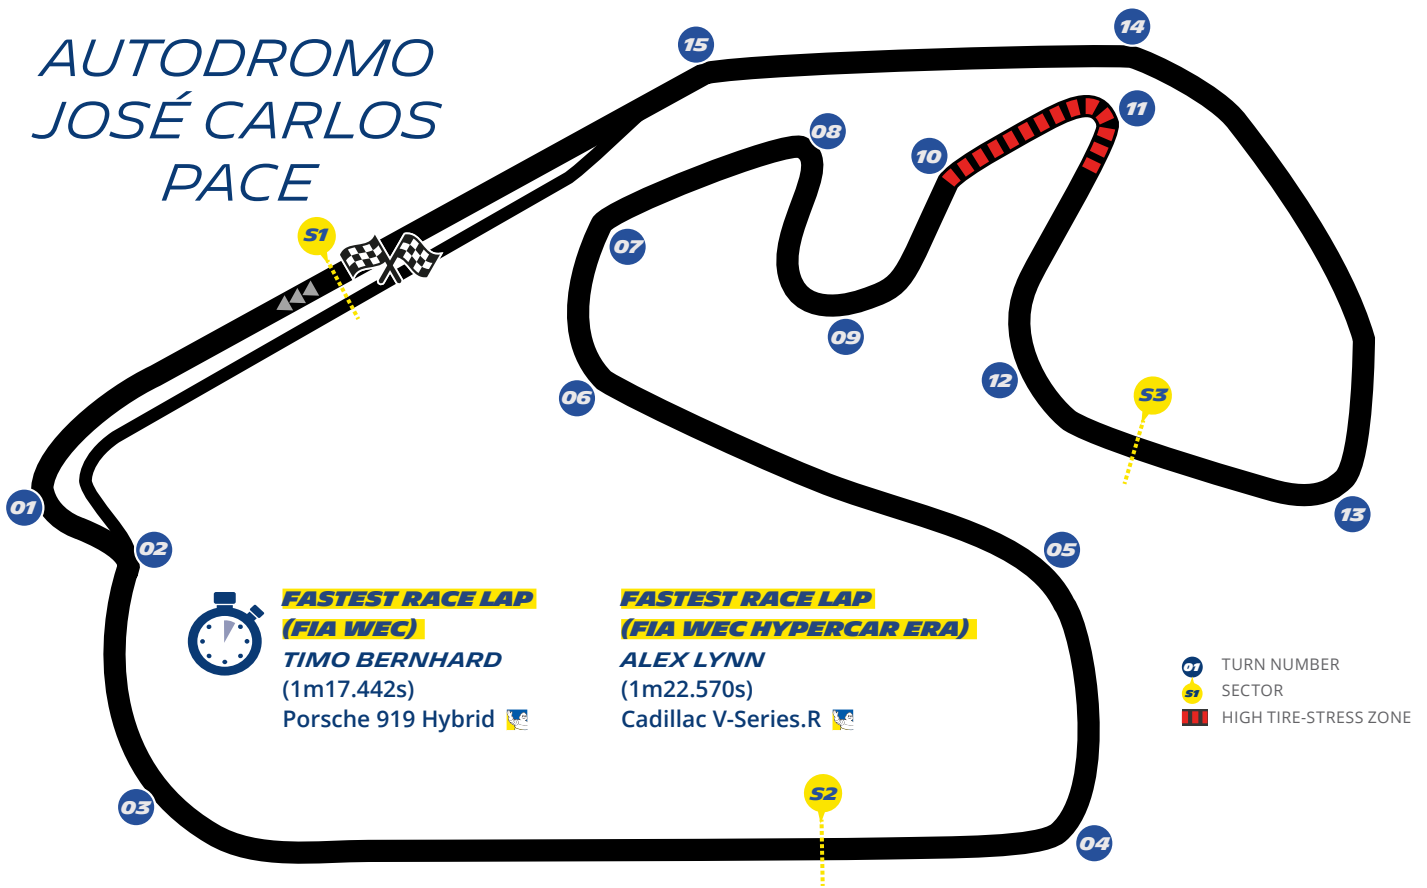 AUTODROMO
JOSÉ CARLOS
PACE
14
15
11
08
10
S1
07
09
12
06
S3
01
13
02
05
FASTEST RACE LAP
(FIA WEC)
TIMO BERNHARD
(1m17.442s)
Porsche 919 Hybrid
FASTEST RACE LAP
(FIA WEC HYPERCAR ERA)
ALEX LYNN
(1m22.570s)
Cadillac V-Series.R
01 TURN NUMBER
S1 SECTOR
HIGH TIRE-STRESS ZONE
S2
03
04